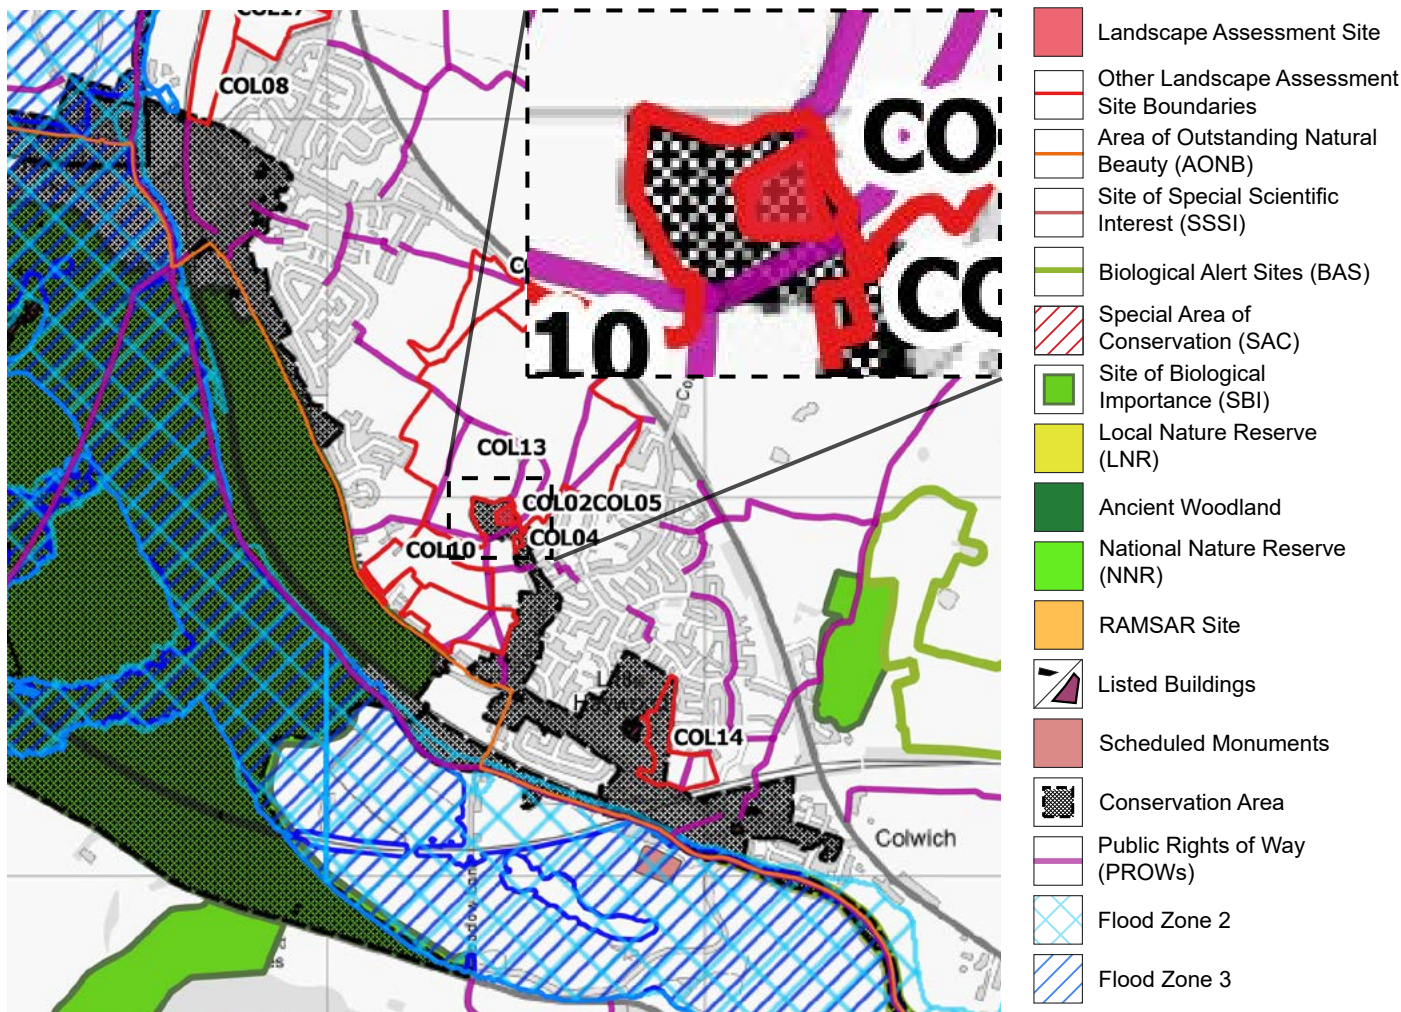 COL17
COL08
CO
CO
10
COL13
COL02COL05
COL04
COL10
COL14
Colwich
Landscape Assessment Site
Other Landscape Assessment
Site Boundaries
Area of Outstanding Natural
Beauty (AONB)
Site of Special Scientific
Interest (SSSI)
Biological Alert Sites (BAS)
Special Area of
Conservation (SAC)
Site of Biological
Importance (SBI)
Local Nature Reserve
(LNR)
Ancient Woodland
National Nature Reserve
(NNR)
RAMSAR Site
Listed Buildings
Scheduled Monuments
Conservation Area
Public Rights of Way
(PROWs)
Flood Zone 2
Flood Zone 3